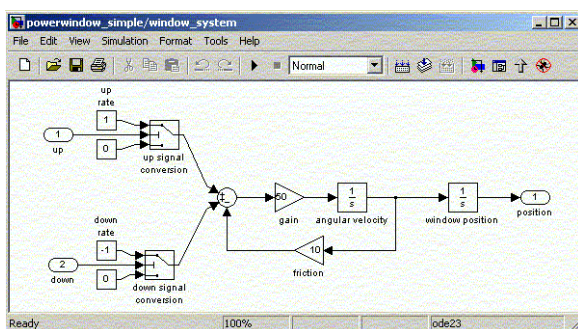 powerwindow_simple/window_system
File Edit View Simulation Format Tools Help
Normal
up
rate
1
1
up
0
up signal
conversion
50
gain
1
s
angular velocity
1
s
window position
1
position
10
friction
down
rate
-1
2
down
0
down signal
conversion
Ready
100%
ode23